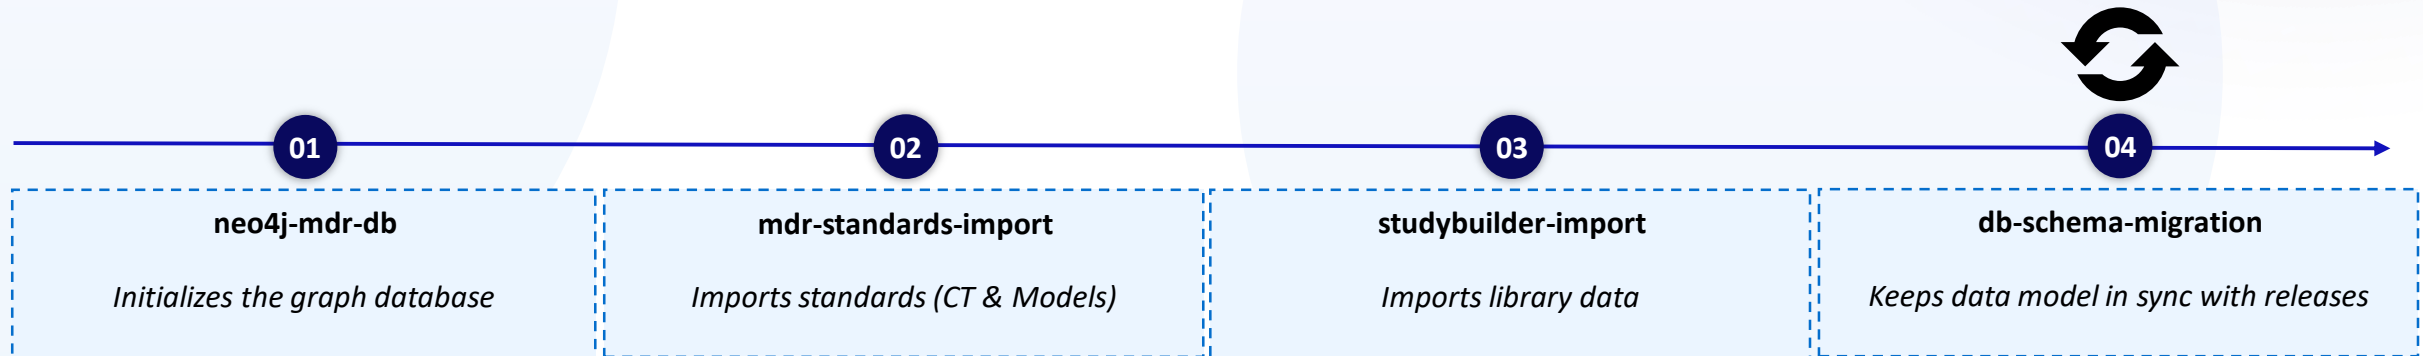 01
02
03
04
neo4j-mdr-db
Initializes the graph database
mdr-standards-import
Imports standards (CT & Models)
studybuilder-import
Imports library data
db-schema-migration
Keeps data model in sync with releases